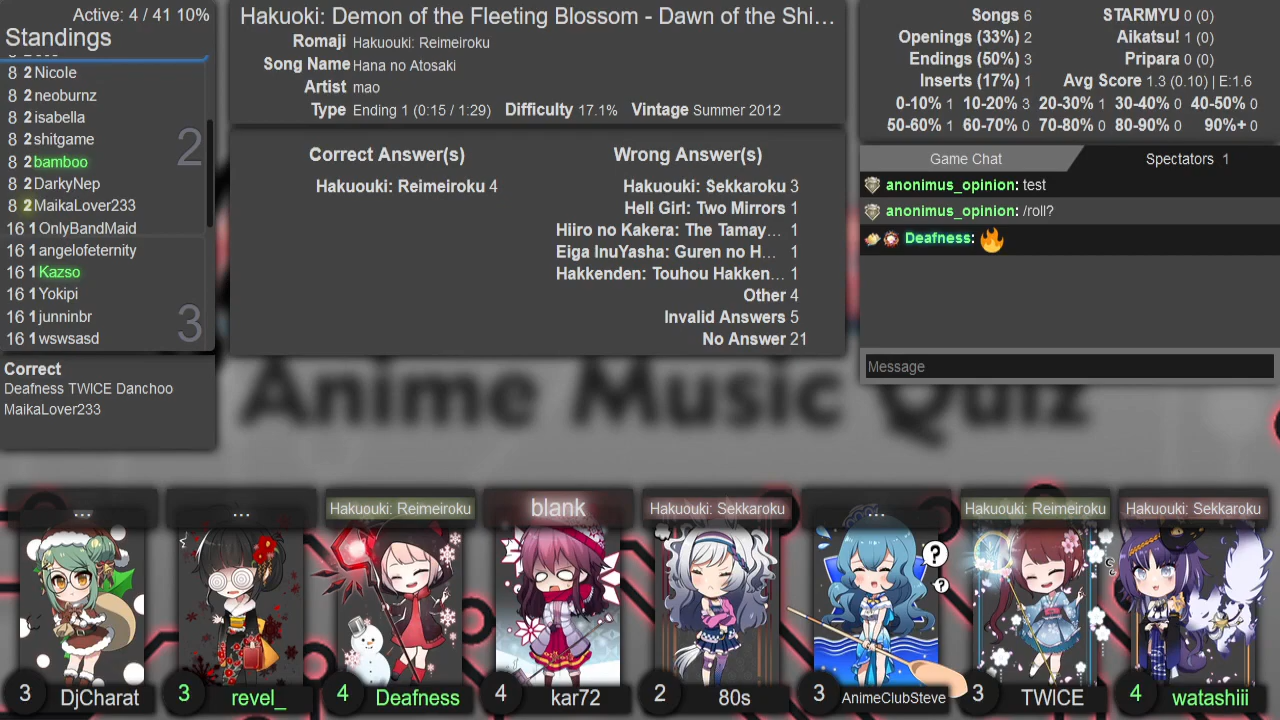 Active: 4 / 41 10%
Standings
8 2 Nicole
8 2 neoburnz
8 2 isabella
8 2 shitgame
8 2 bamboo
8 2 DarkyNep
8 2 MaikaLover233
2
16 1 OnlyBandMaid
16 1 angelofeternity
16 1 Kazso
16 1 Yokipi
16 1 junninbr
16 1 wswsasd
3
Correct
Deafness TWICE Danchoo
MaikaLover233
Hakuoki: Demon of the Fleeting Blossom - Dawn of the Shi...
Romaji Hakuouki: Reimeiroku
Song Name Hana no Atosaki
Artist mao
Type Ending 1 (0:15 / 1:29) Difficulty 17.1% Vintage Summer 2012
Correct Answer(s)
Hakuouki: Reimeiroku 4
Wrong Answer(s)
Hakuouki: Sekkaroku 3
Hell Girl: Two Mirrors 1
Hiiro no Kakera: The Tamay... 1
Eiga InuYasha: Guren no H... 1
Hakkenden: Touhou Hakken... 1
Other 4
Invalid Answers 5
No Answer 21
Songs 6 STARMYU 0 (0)
Openings (33%) 2 Aikatsu! 1 (0)
Endings (50%) 3 Pripara 0 (0)
Inserts (17%) 1 Avg Score 1.3 (0.10) | E:1.6
0-10% 1 10-20% 3 20-30% 1 30-40% 0 40-50% 0
50-60% 1 60-70% 0 70-80% 0 80-90% 0 90%+ 0
Game Chat Spectators 1
anonimus_opinion: test
anonimus_opinion: /roll?
Deafness:
Message
Anime Music Quiz
... ... Hakuouki: Reimeiroku blank Hakuouki: Sekkaroku ... Hakuouki: Reimeiroku Hakuouki: Sekkaroku
3 DjCharat 3 revel_ 4 Deafness 4 kar72 2 80s 3 AnimeClubSteve 3 TWICE 4 watashiii